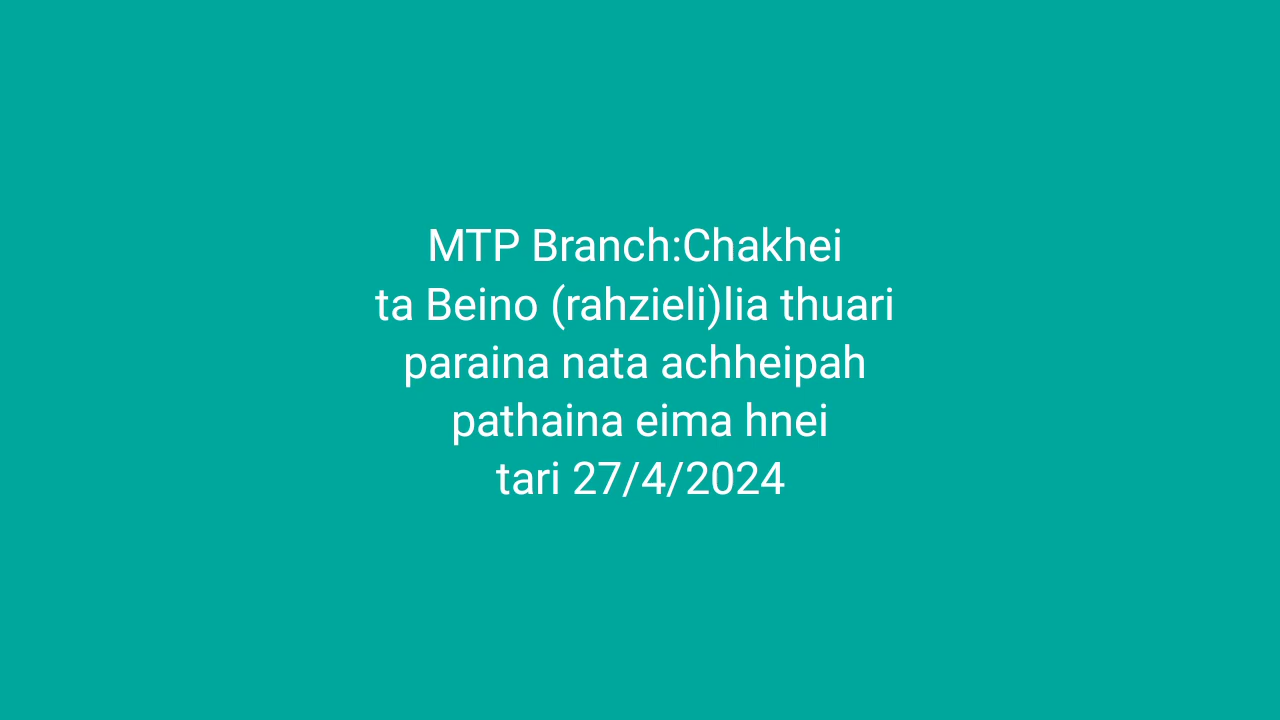 MTP Branch:Chakhei
ta Beino (rahzieli)lia thuari
paraina nata achheipah
pathaina eima hnei
tari 27/4/2024